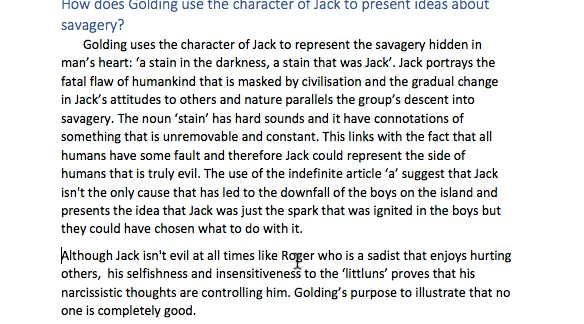 How does Golding use the character of Jack to present ideas about
savagery?
Golding uses the character of Jack to represent the savagery hidden in
man's heart: 'a stain in the darkness, a stain that was Jack'. Jack portrays the
fatal flaw of humankind that is masked by civilisation and the gradual change
in Jack's attitudes to others and nature parallels the group's descent into
savagery. The noun 'stain' has hard sounds and it have connotations of
something that is unremovable and constant. This links with the fact that all
humans have some fault and therefore Jack could represent the side of
humans that is truly evil. The use of the indefinite article 'a' suggest that Jack
isn't the only cause that has led to the downfall of the boys on the island and
presents the idea that Jack was just the spark that was ignited in the boys but
they could have chosen what to do with it.
Although Jack isn't evil at all times like Roger who is a sadist that enjoys hurting
others,  his selfishness and insensitiveness to the 'littluns' proves that his
narcissistic thoughts are controlling him. Golding's purpose to illustrate that no
one is completely good.